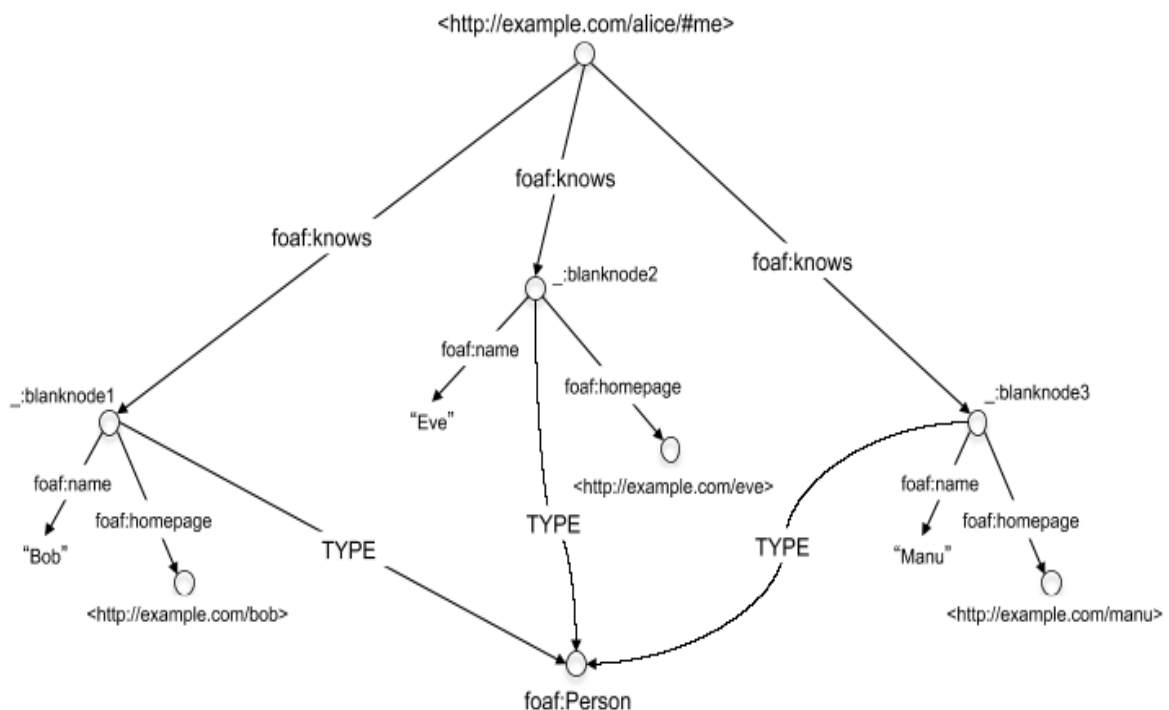 <http://example.com/alice/#me>
foaf:knows
foaf:knows
foaf:knows
_:blanknode2
foaf:name
foaf:homepage
_:blanknode1
"Eve"
_:blanknode3
foaf:name
<http://example.com/eve>
foaf:name
foaf:homepage
TYPE
foaf:homepage
"Bob"
TYPE
TYPE
"Manu"
<http://example.com/bob>
<http://example.com/manu>
foaf:Person